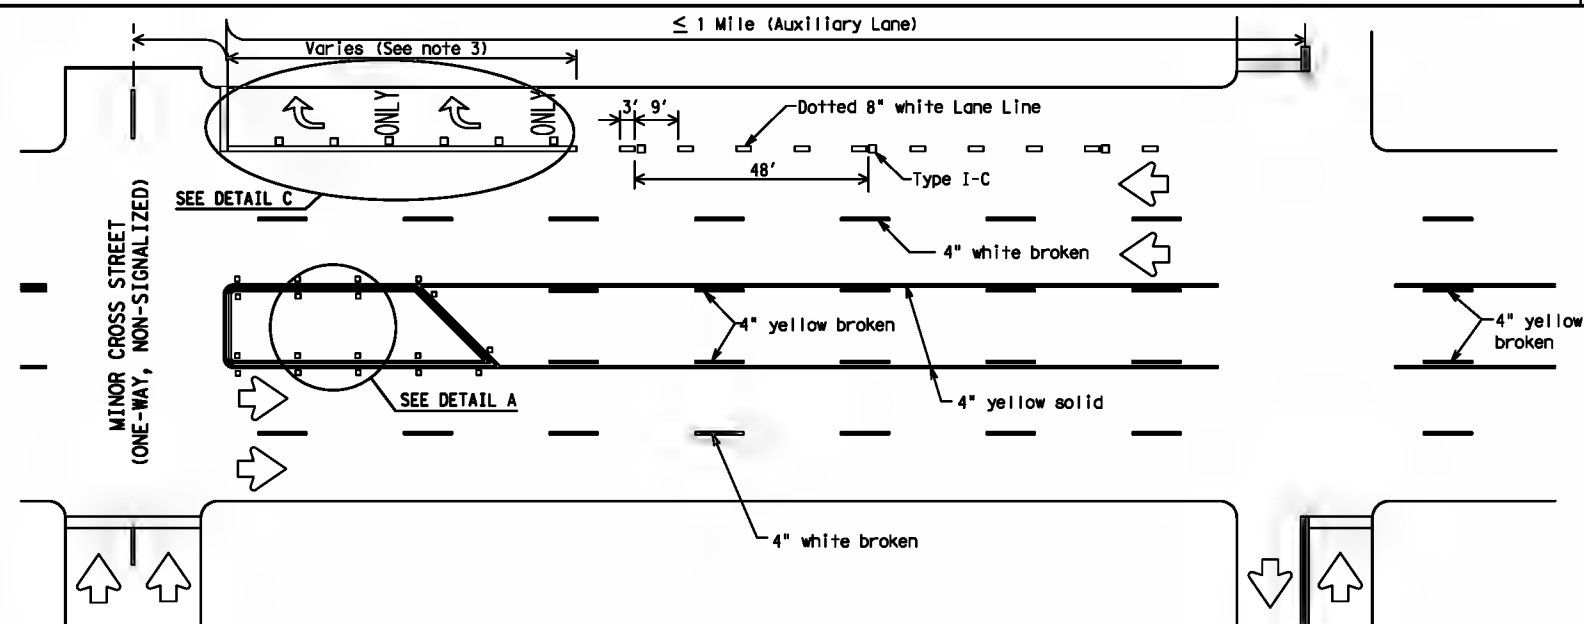 ≤ 1 Mile (Auxiliary Lane)
Varies (See note 3)
ONLY
ONLY
3' 9'
Dotted 8" white Lane Line
48'
Type I-C
SEE DETAIL C
4" white broken
MINOR CROSS STREET
(ONE-WAY, NON-SIGNALIZED)
4" yellow broken
4" yellow
broken
SEE DETAIL A
4" yellow solid
4" white broken